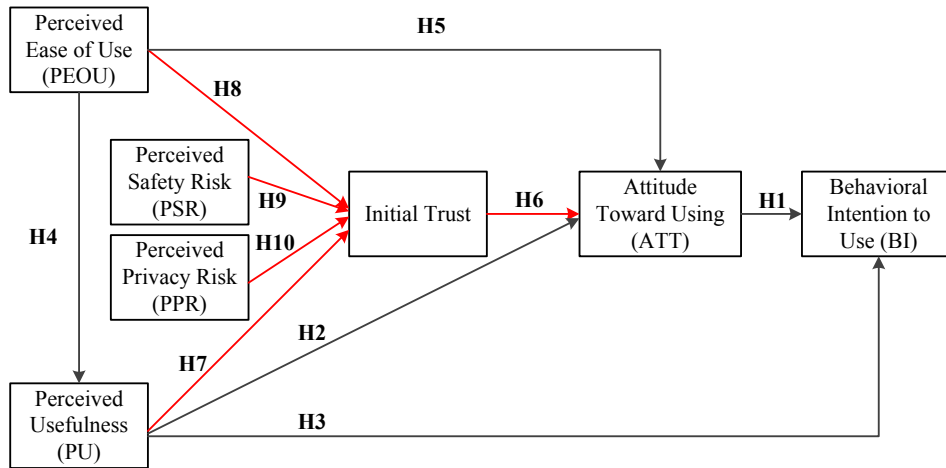 Perceived
Ease of Use
(PEOU)
H5
H8
Perceived
Safety Risk
(PSR)
H9
Initial Trust
H6
Attitude
Toward Using
(ATT)
H1
Behavioral
Intention to
Use (BI)
H4
H10
Perceived
Privacy Risk
(PPR)
H2
H7
Perceived
Usefulness
(PU)
H3